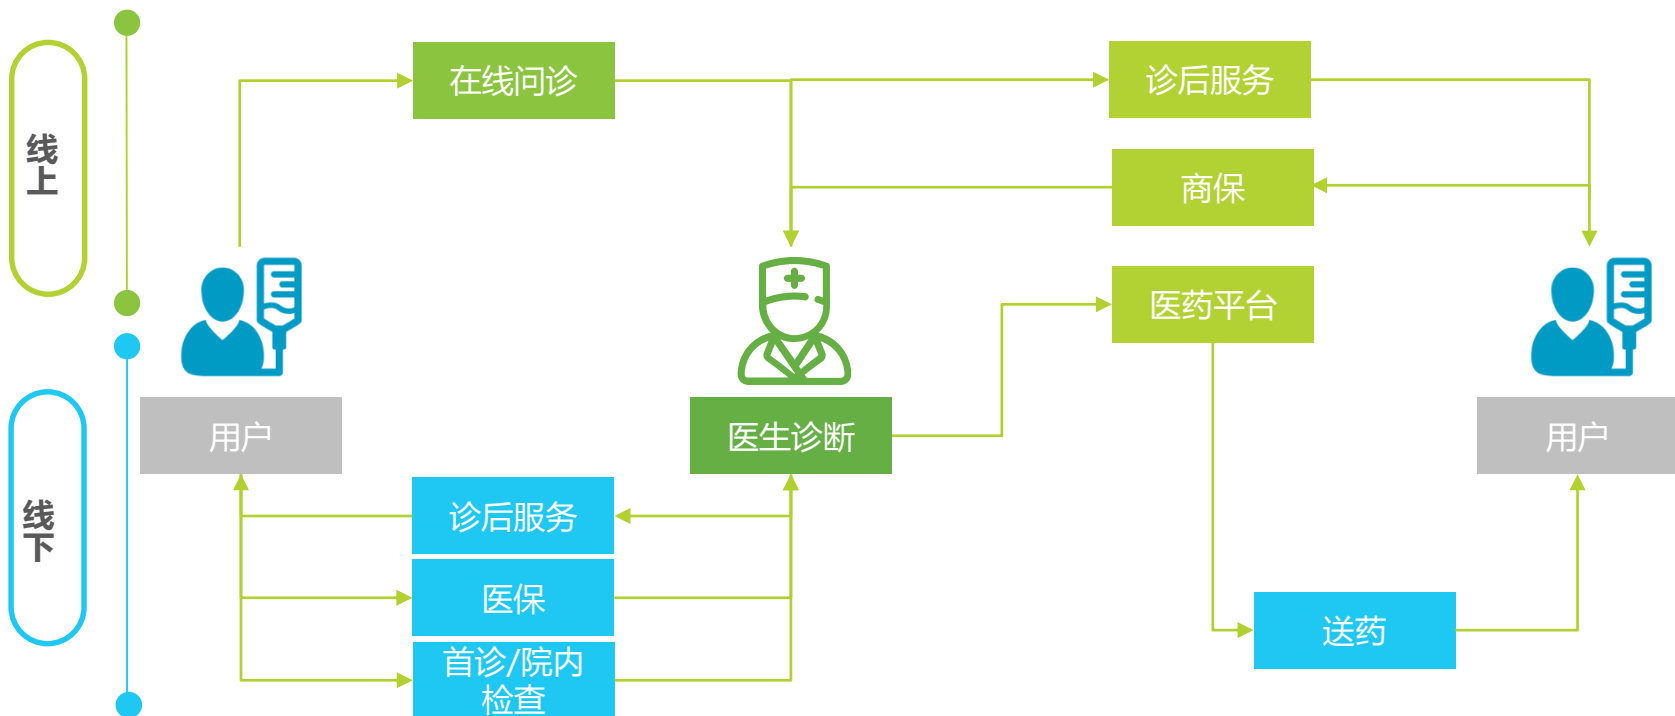 线上
在线问诊
诊后服务
商保
医药平台
用户
医生诊断
用户
线下
诊后服务
医保
首诊/院内
检查
送药